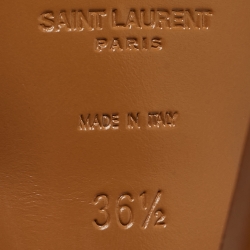 SAINT LAURENT
PARIS
MADE IN ITALY
36½